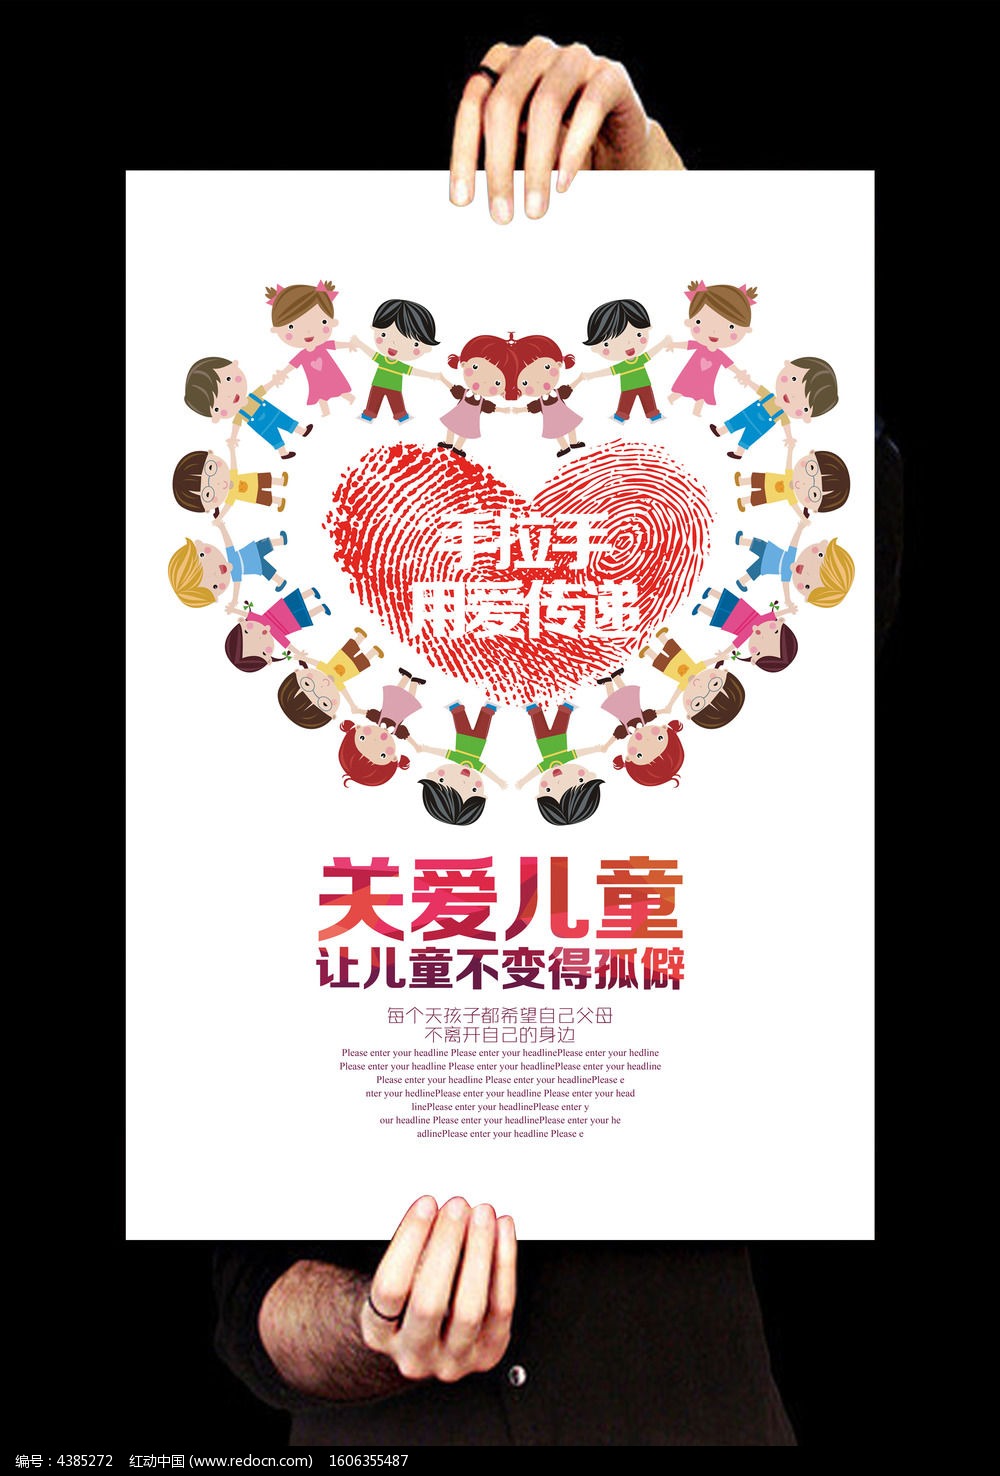 手拉手
用爱传递
关爱儿童
让儿童不变得孤僻
每个天孩子都希望自己父母
不离开自己的身边
Please enter your headline Please enter your headlinePlease enter your hedline
Please enter your headline Please enter your headlinePlease enter your headline
Please enter your headline Please enter your headlinePlease e
nter your hedlinePlease enter your headline Please enter your head
linePlease enter your headlinePlease enter y
our headline Please enter your headlinePlease enter your he
adlinePlease enter your headline Please e
编号：4385272 红动中国 (www.redocn.com) 1606355487